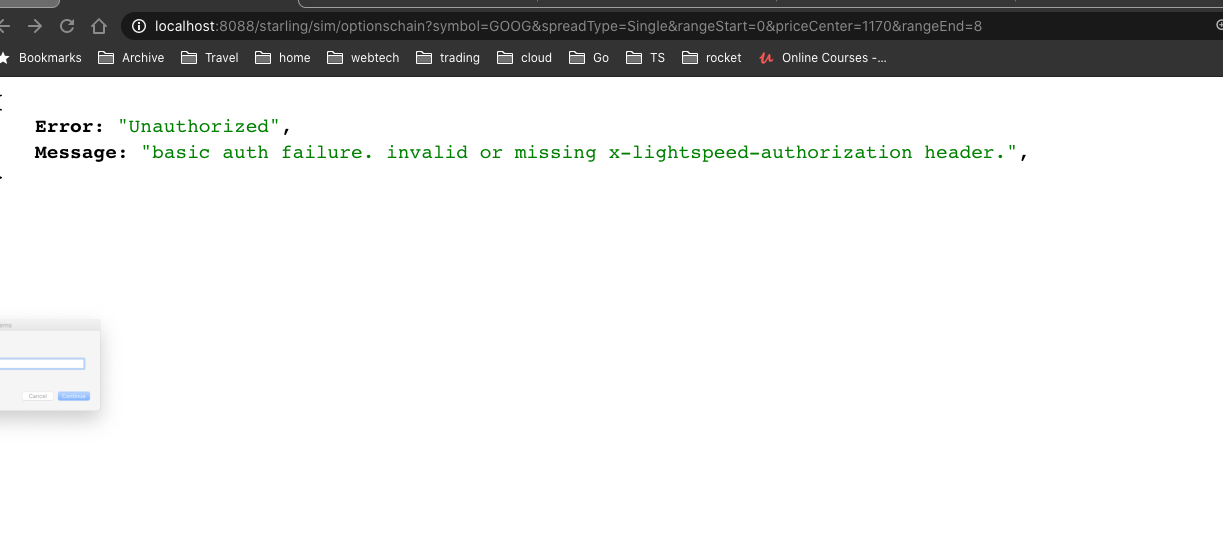 localhost:8088/starling/sim/optionschain?symbol=GOOG&spreadType=Single&rangeStart=0&priceCenter=1170&rangeEnd=8
Bookmarks Archive Travel home webtech trading cloud Go TS rocket Online Courses -...
{
Error: "Unauthorized",
Message: "basic auth failure. invalid or missing x-lightspeed-authorization header.",
}
Cancel Continue